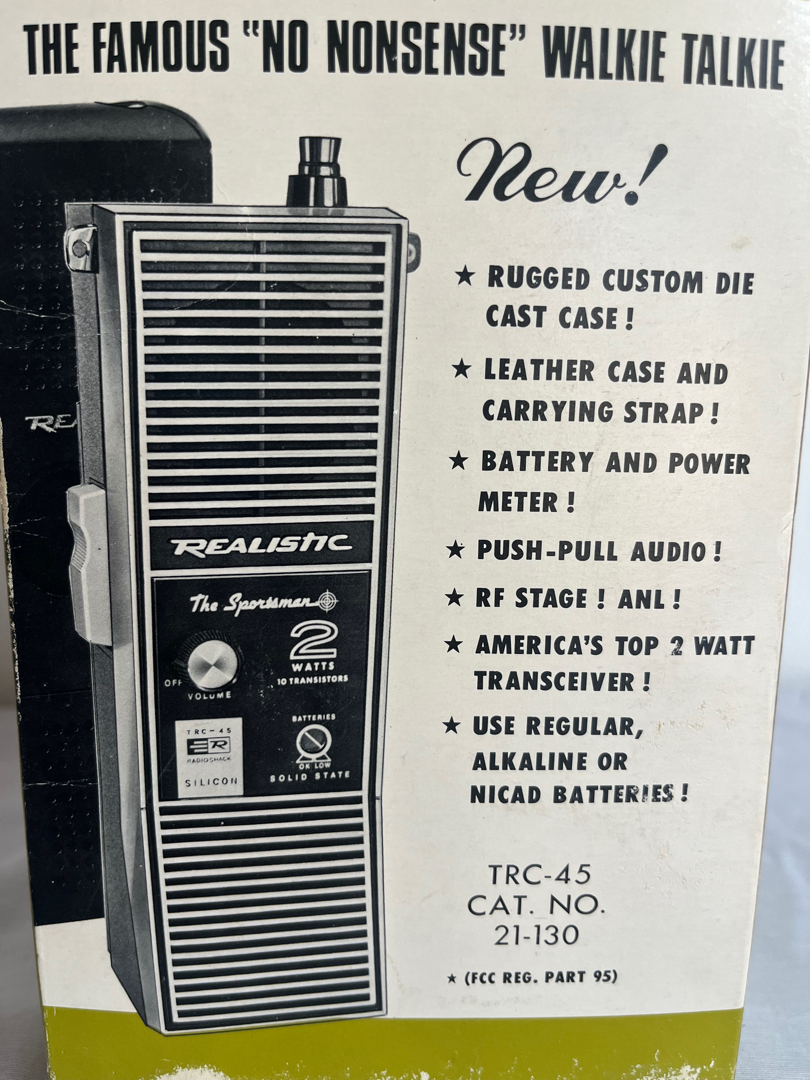 THE FAMOUS "NO NONSENSE" WALKIE TALKIE
New!
★ RUGGED CUSTOM DIE
CAST CASE!
★ LEATHER CASE AND
CARRYING STRAP!
★ BATTERY AND POWER
METER!
★ PUSH-PULL AUDIO!
★ RF STAGE! ANL!
★ AMERICA'S TOP 2 WATT
TRANSCEIVER!
★ USE REGULAR,
ALKALINE OR
NICAD BATTERIES!
TRC-45
CAT. NO.
21-130
★ (FCC REG. PART 95)
REA
REALISTIC
The Sportsman
2
WATTS
10 TRANSISTORS
OFF
VOLUME
BATTERIES
OK LOW
SOLID STATE
TRC-45
RADIO SHACK
SILICON